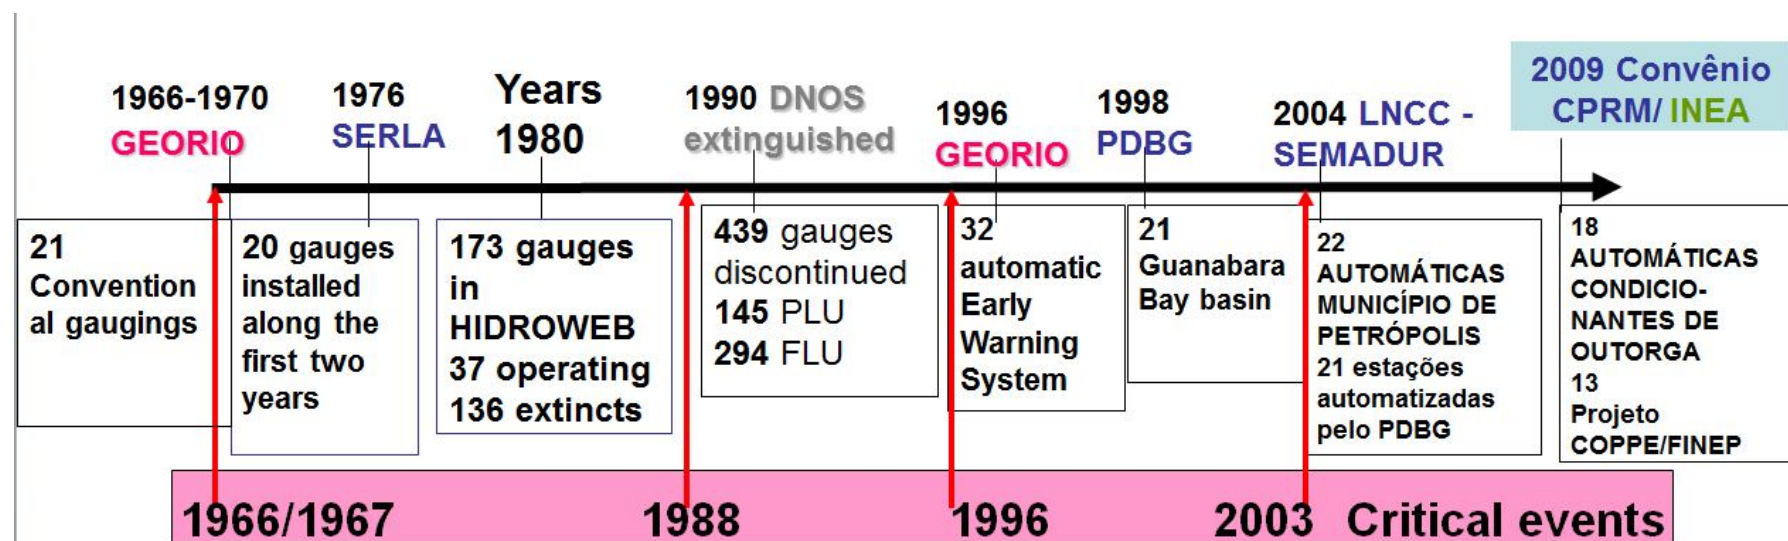 1966-1970
GEORIO
1976
SERLA
Years
1980
1990 DNOS
extinguished
1996
GEORIO
1998
PDBG
2004 LNCC -
SEMADUR
2009 Convênio
CPRM/ INEA
21
Convention
al gaugings
20 gauges
installed
along the
first two
years
173 gauges
in
HIDROWEB
37 operating
136 extincts
439 gauges
discontinued
145 PLU
294 FLU
32
automatic
Early
Warning
System
21
Guanabara
Bay basin
22
AUTOMÁTICAS
MUNICÍPIO DE
PETRÓPOLIS
21 estações
automatizadas
pelo PDBG
18
AUTOMÁTICAS
CONDICIO-
NANTES DE
OUTORGA
13
Projeto
COPPE/FINEP
1966/1967 1988 1996 2003 Critical events